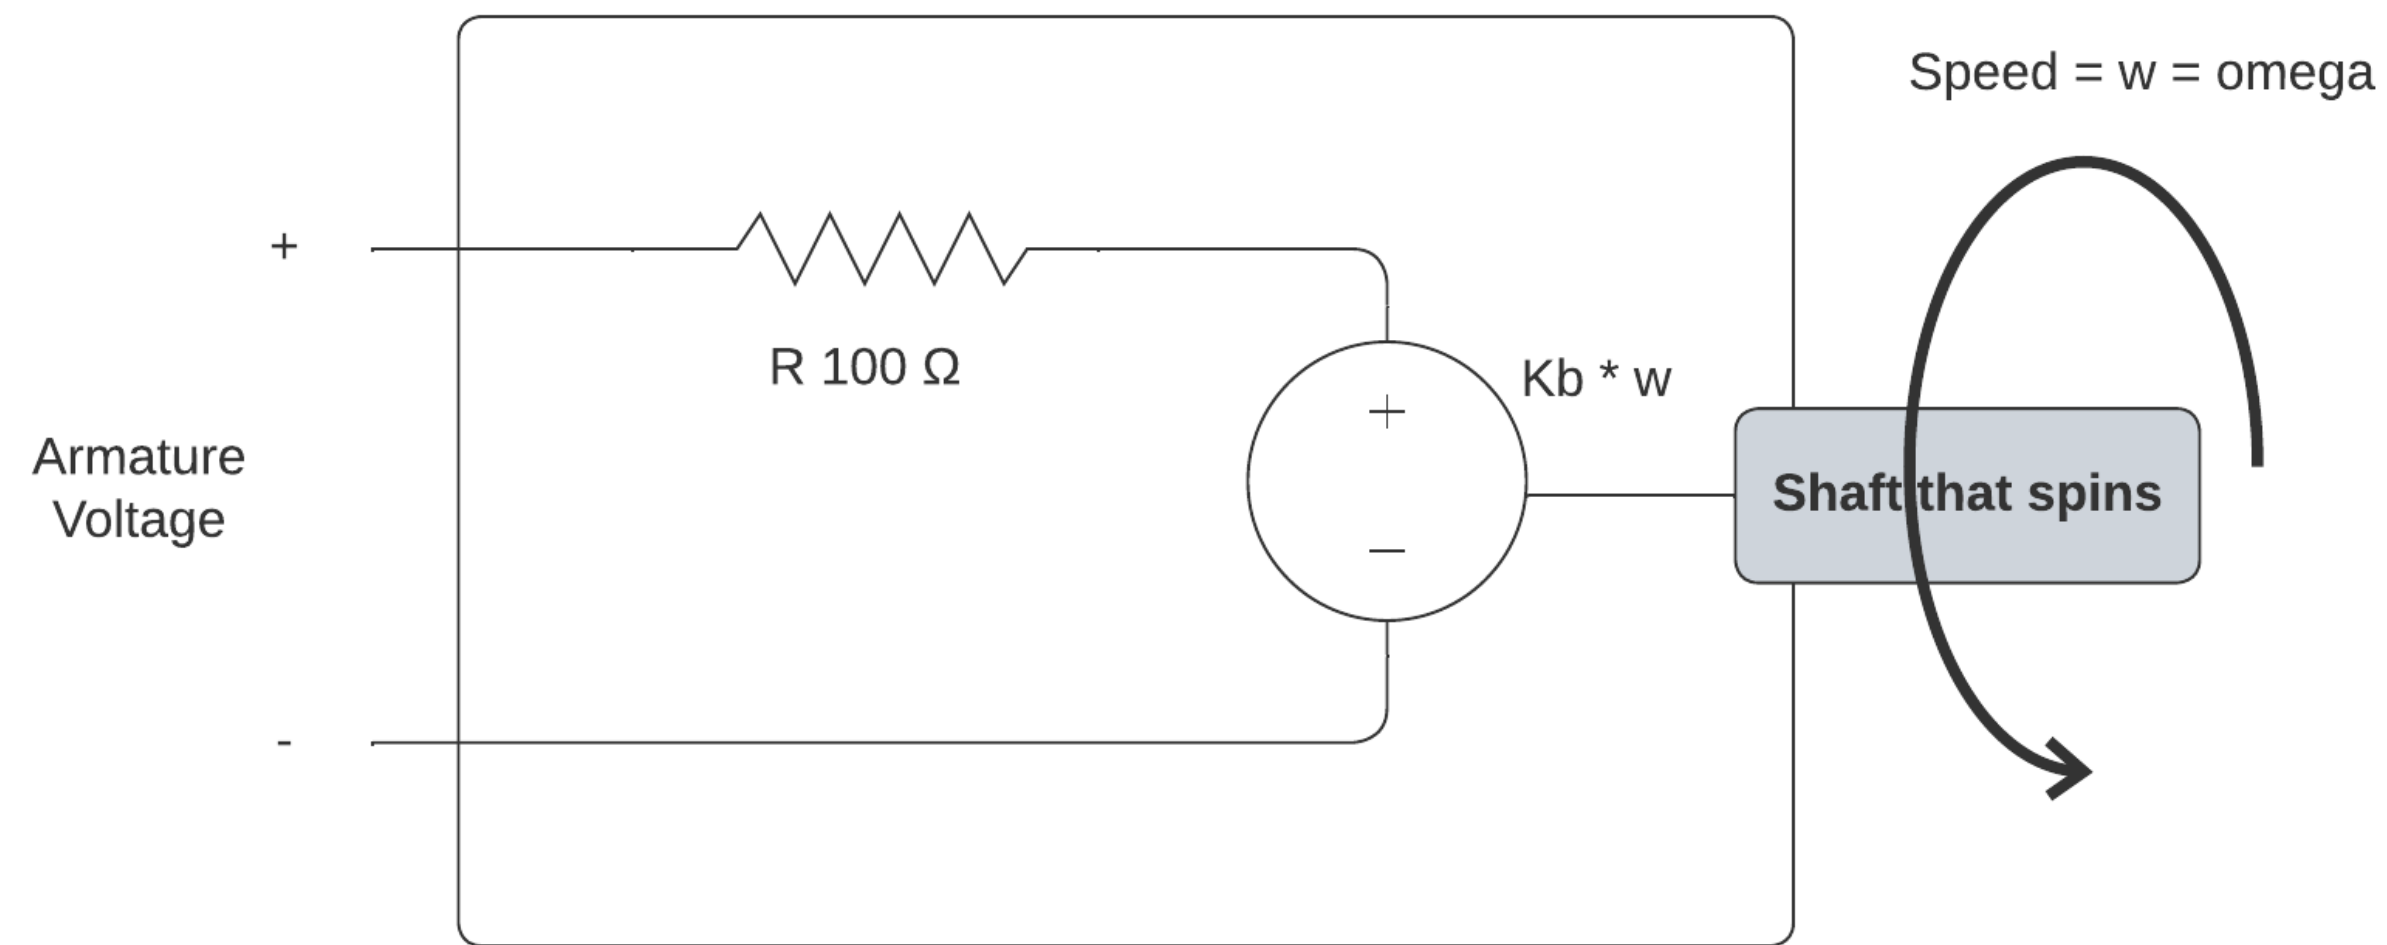 Speed = w = omega
+
R 100 Ω
Kb * w
+
Armature
Voltage
Shaft that spins
−
-